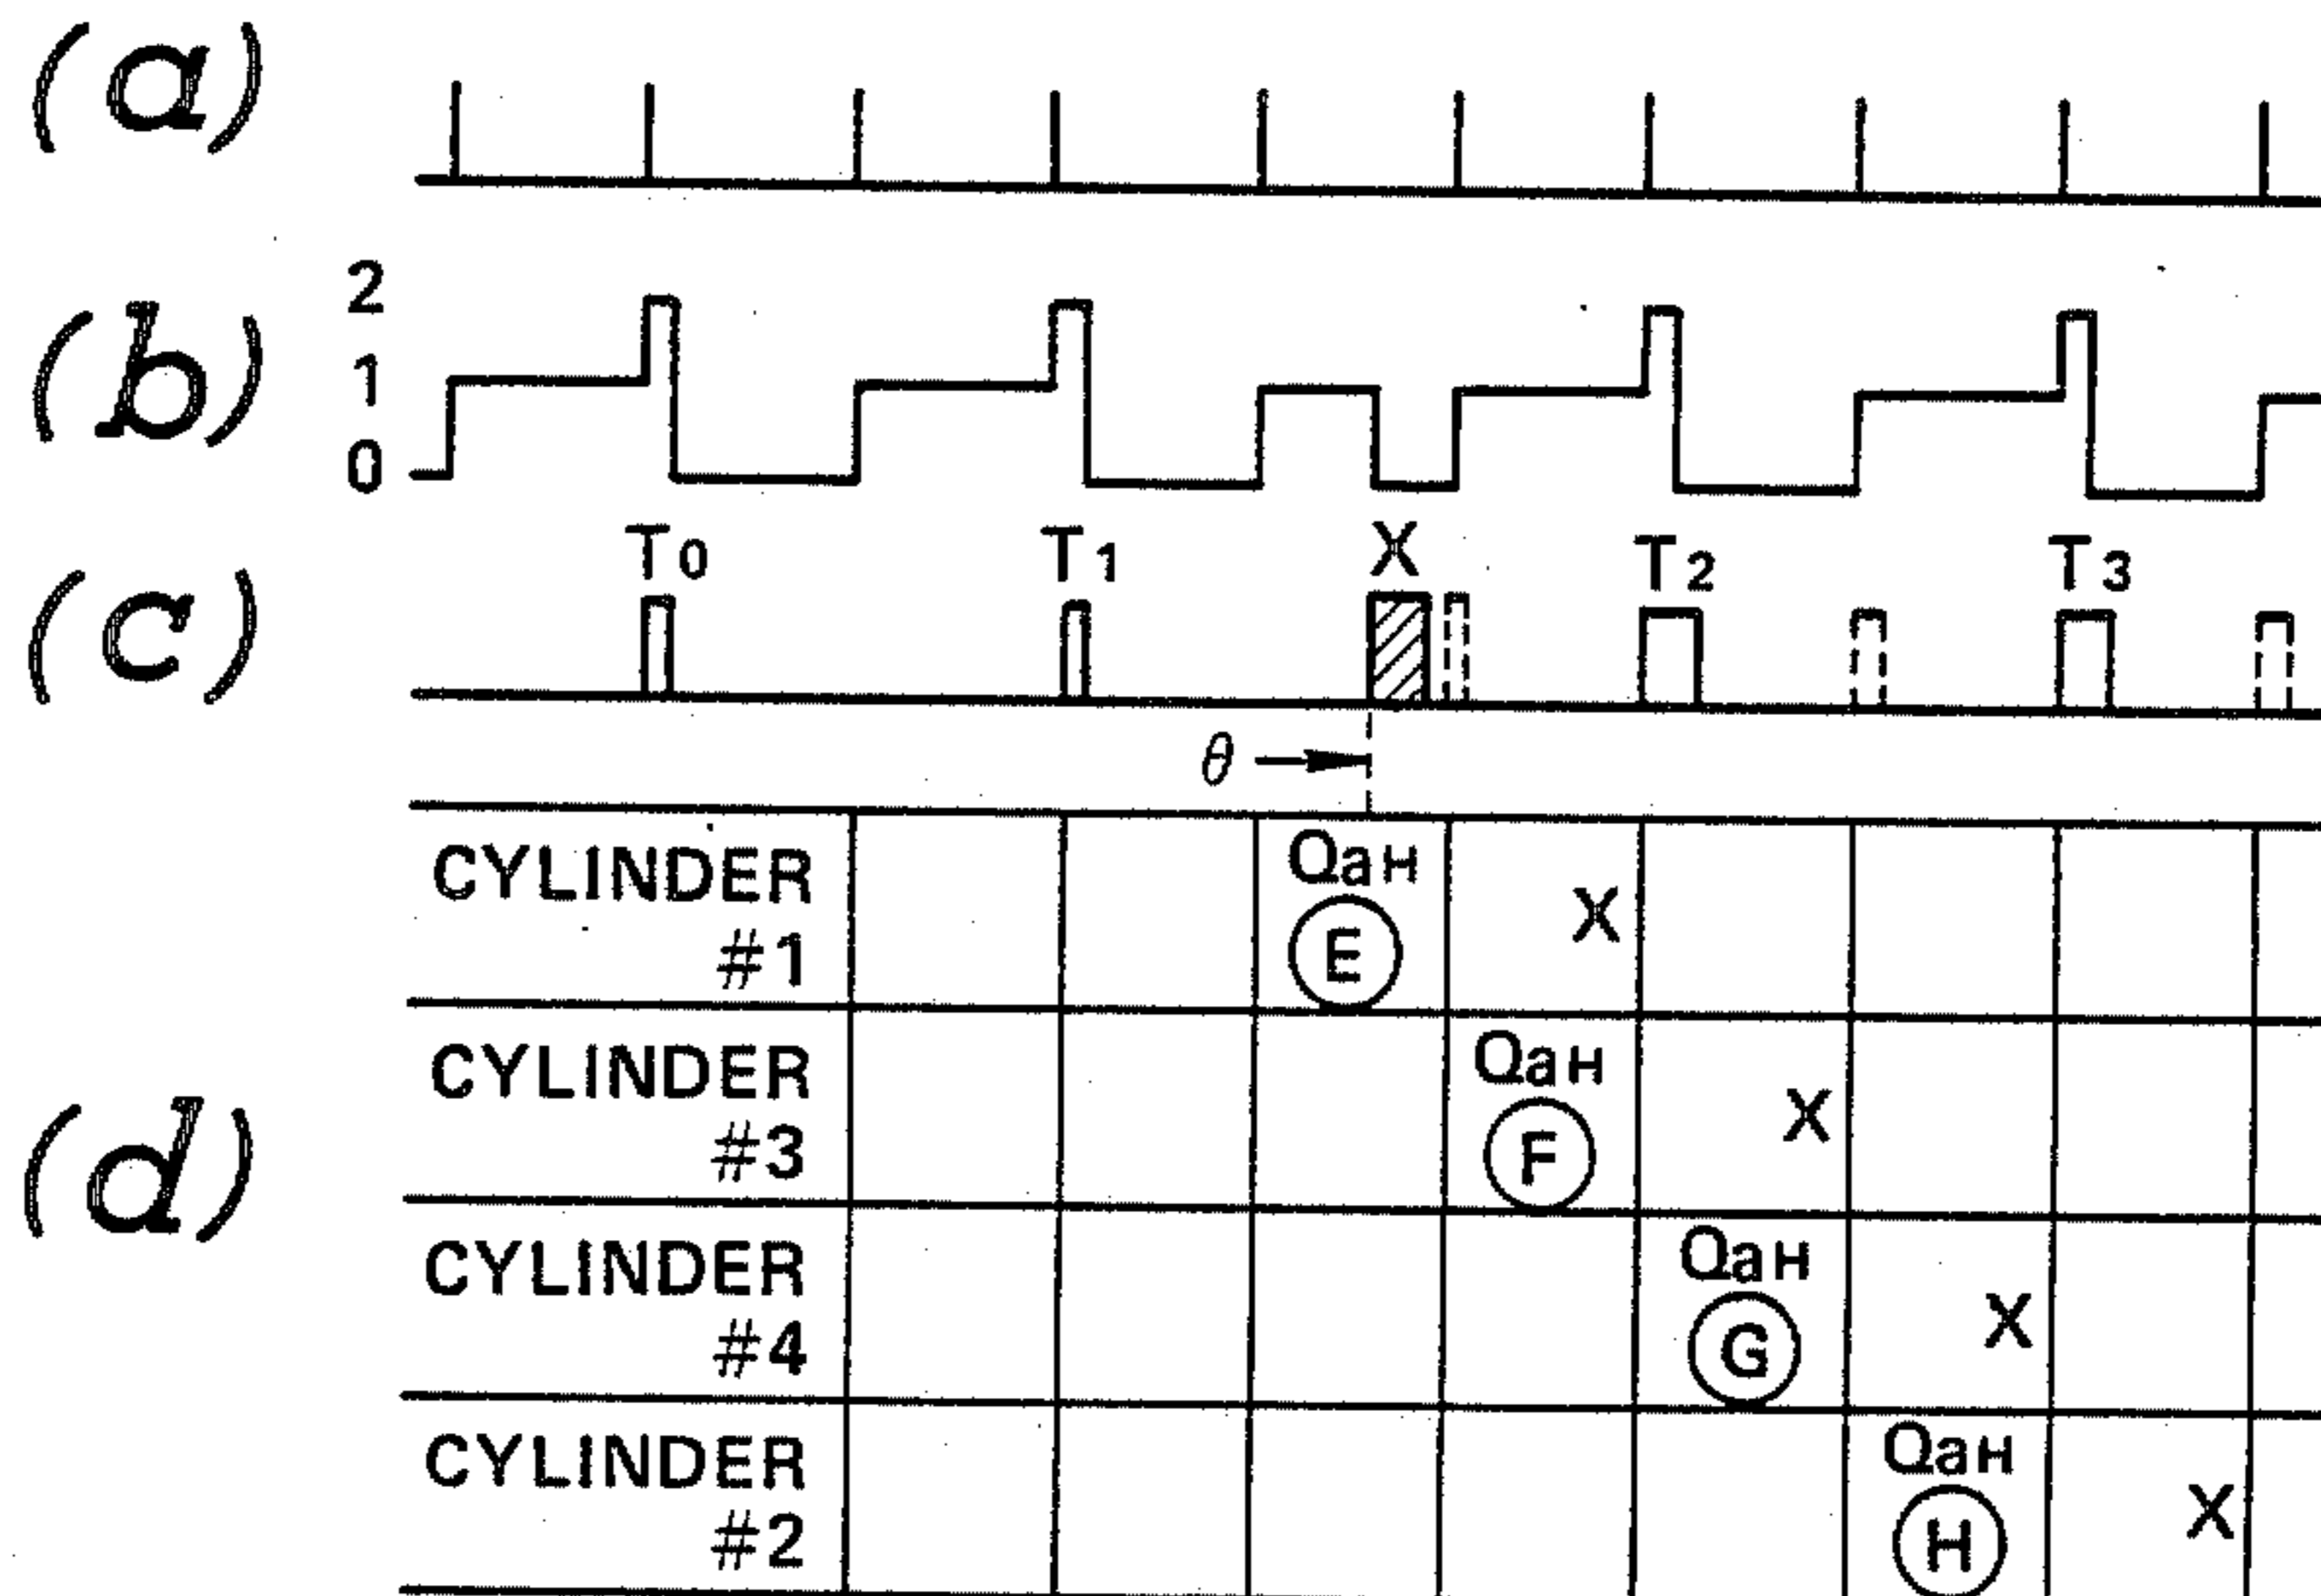 (a)
(b)
2
1
0
(c)
T0 T1 X T2 T3
θ
(d)
CYLINDER
#1
QaH
E
X
CYLINDER
#3
QaH
F
X
CYLINDER
#4
QaH
G
X
CYLINDER
#2
QaH
H
X